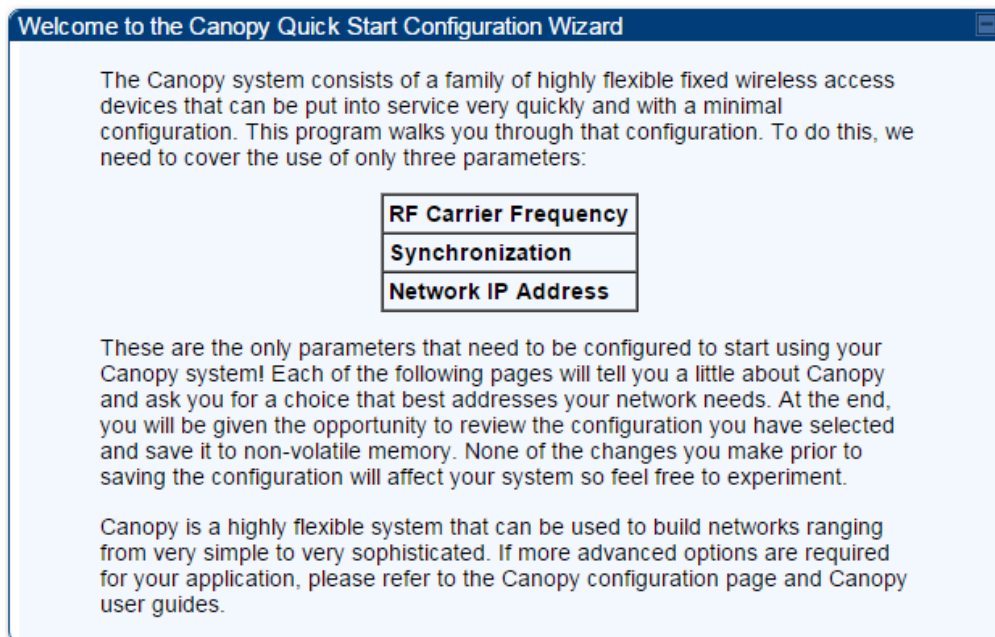 Welcome to the Canopy Quick Start Configuration Wizard
The Canopy system consists of a family of highly flexible fixed wireless access
devices that can be put into service very quickly and with a minimal
configuration. This program walks you through that configuration. To do this, we
need to cover the use of only three parameters:
RF Carrier Frequency
Synchronization
Network IP Address
These are the only parameters that need to be configured to start using your
Canopy system! Each of the following pages will tell you a little about Canopy
and ask you for a choice that best addresses your network needs. At the end,
you will be given the opportunity to review the configuration you have selected
and save it to non-volatile memory. None of the changes you make prior to
saving the configuration will affect your system so feel free to experiment.
Canopy is a highly flexible system that can be used to build networks ranging
from very simple to very sophisticated. If more advanced options are required
for your application, please refer to the Canopy configuration page and Canopy
user guides.